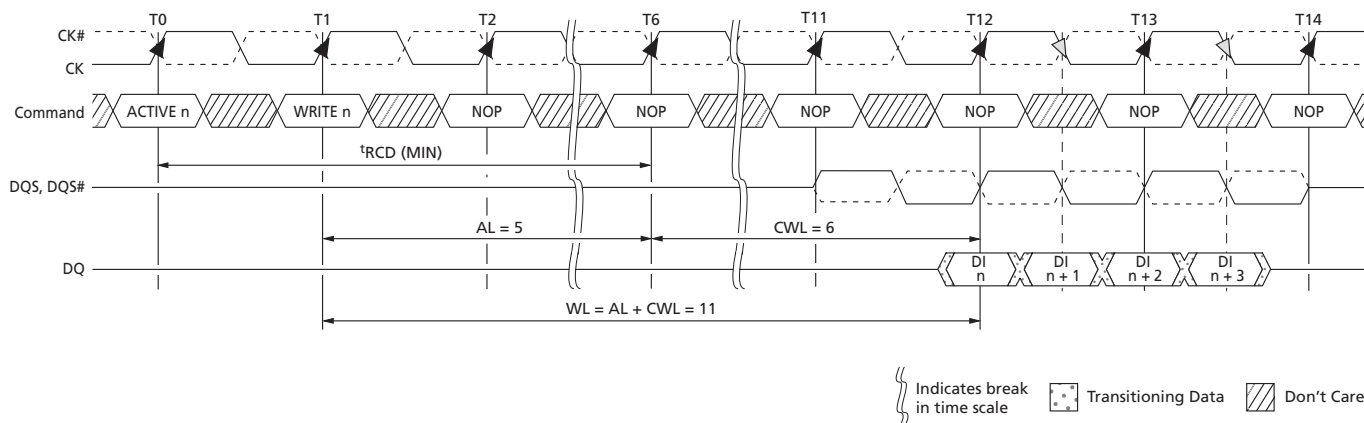 T0 T1 T2 T6 T11 T12 T13 T14
CK#
CK
Command ACTIVE n WRITE n NOP NOP NOP NOP NOP NOP
tRCD (MIN)
DQS, DQS#
AL = 5 CWL = 6
DQ DI n DI n + 1 DI n + 2 DI n + 3
WL = AL + CWL = 11
Indicates break in time scale
Transitioning Data
Don't Care